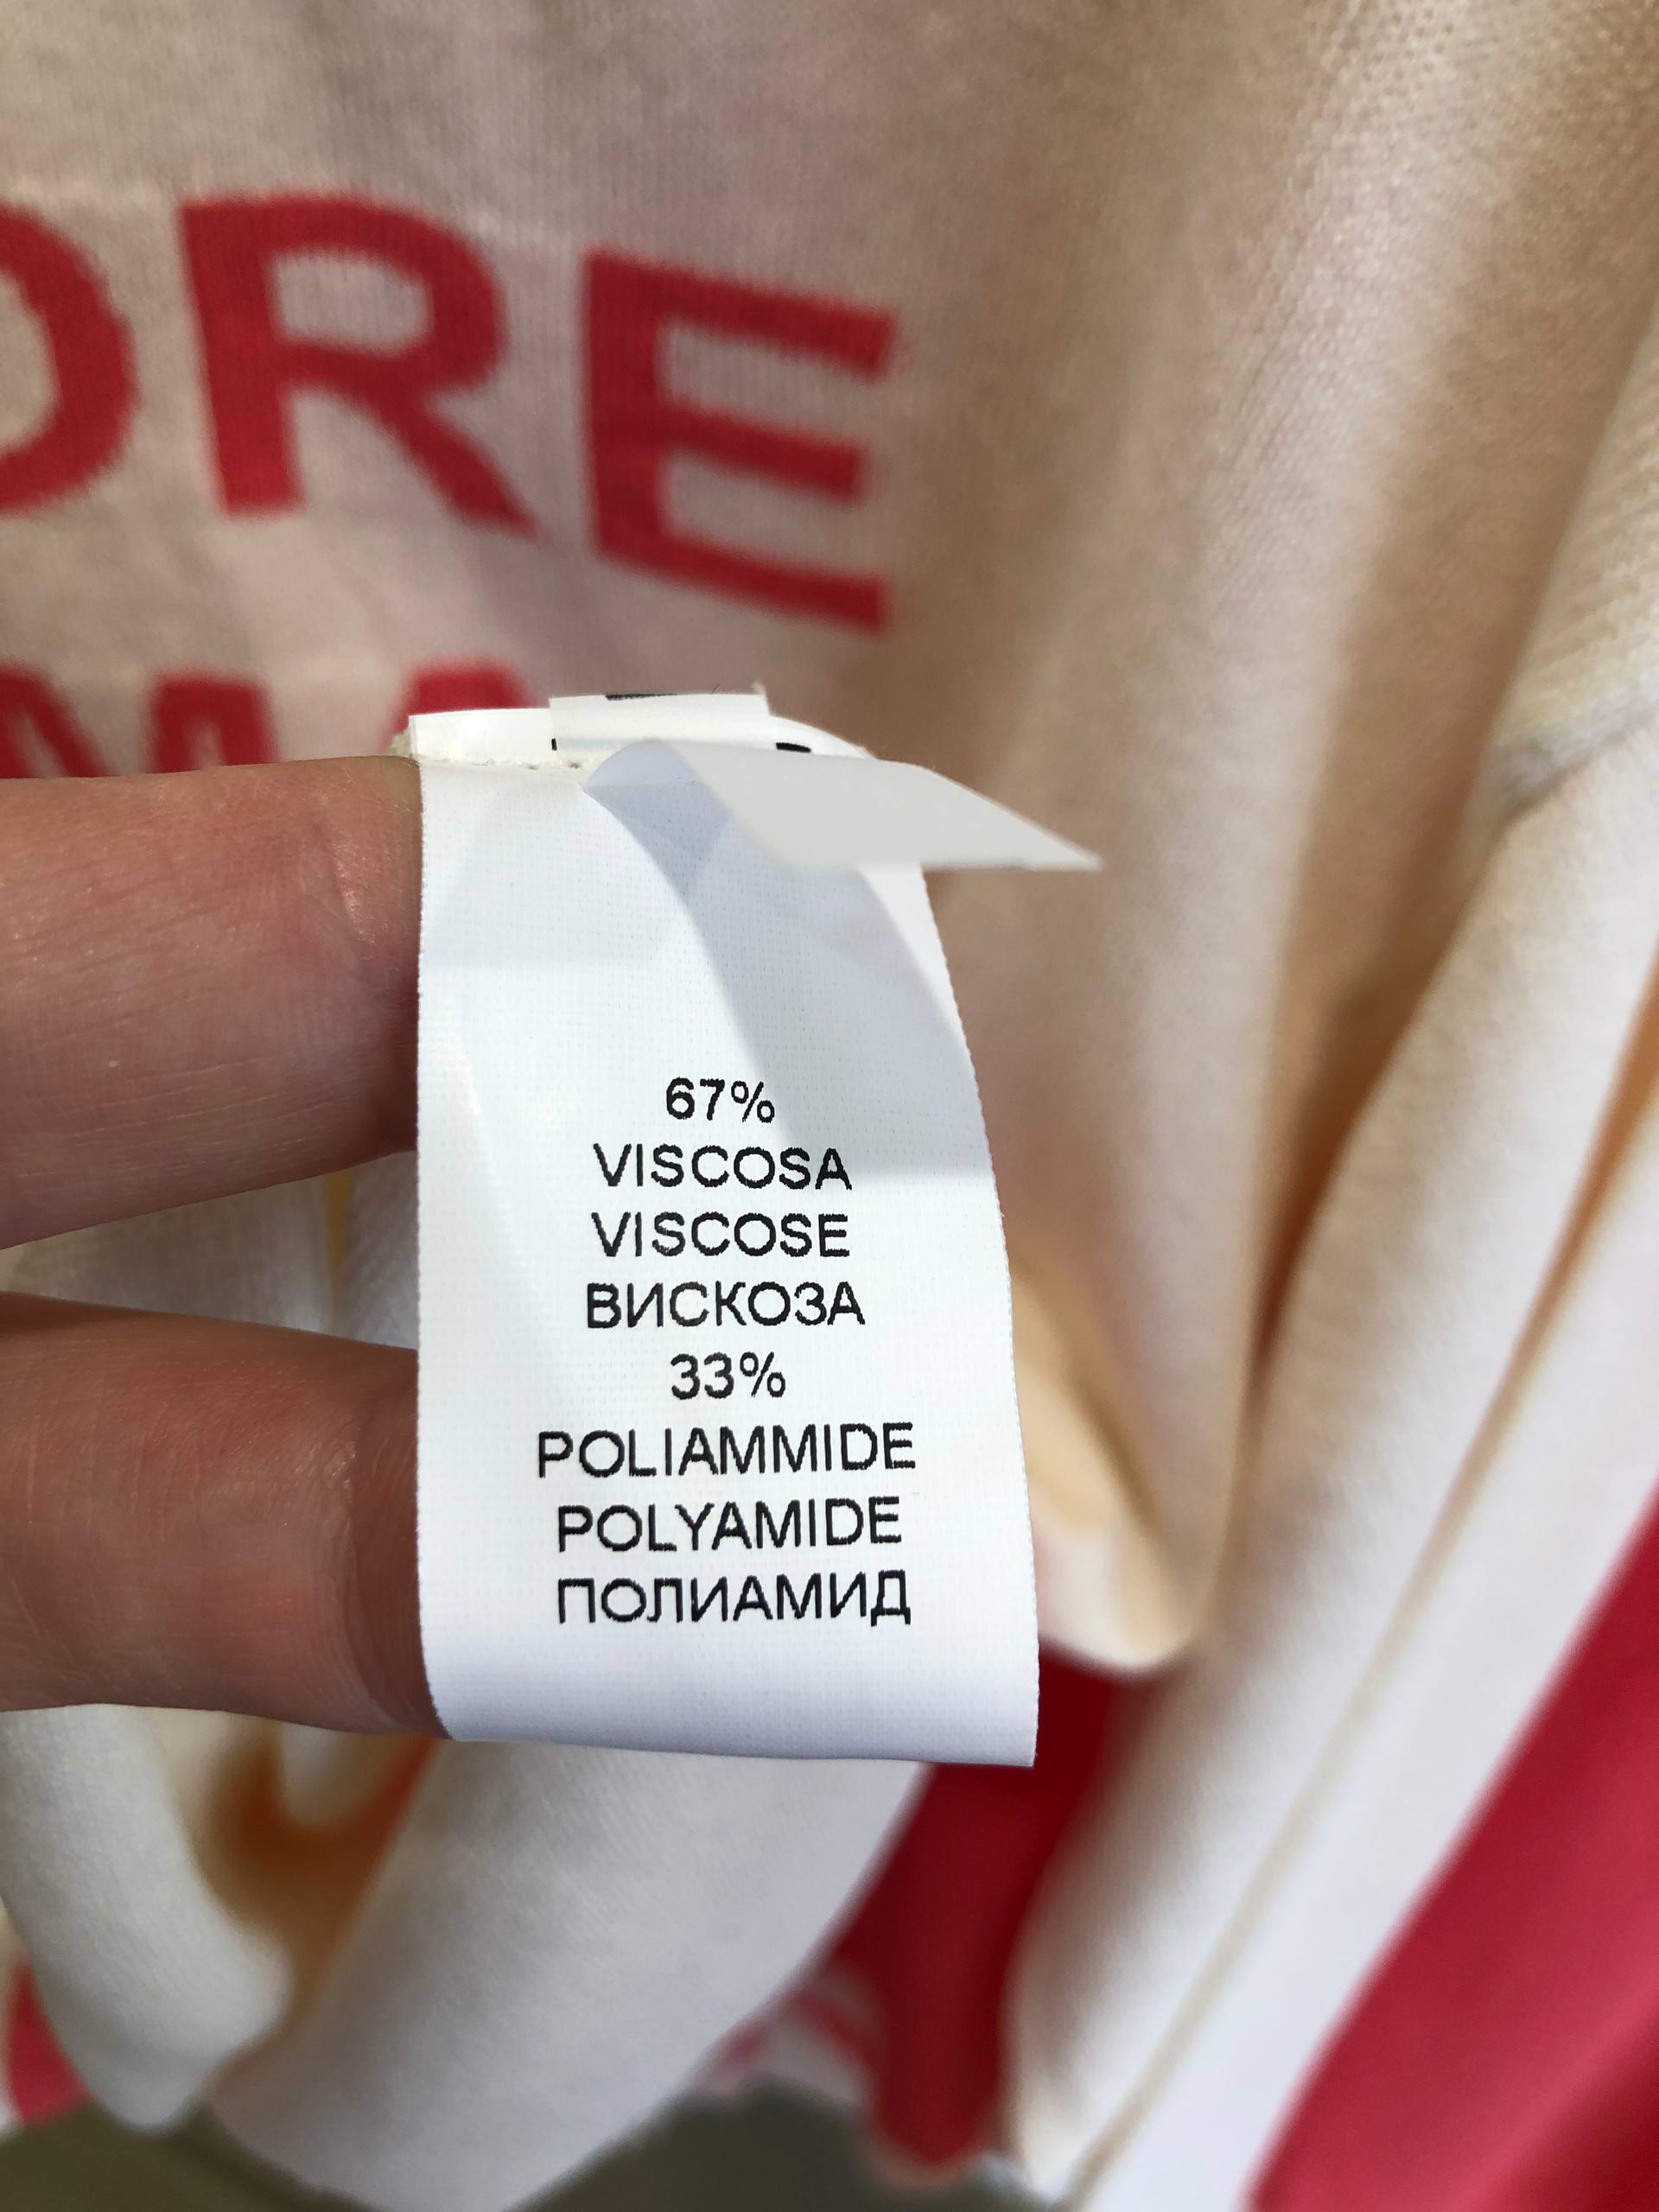 ORE
67%
VISCOSA
VISCOSE
ВИСКОЗА
33%
POLIAMMIDE
POLYAMIDE
ПОЛИАМИД